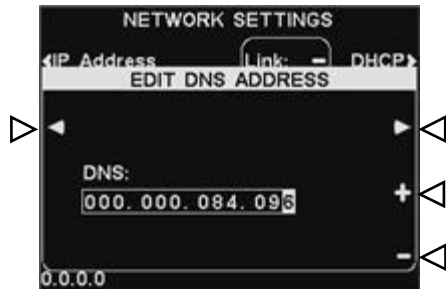 NETWORK SETTINGS
IP Address Link: DHCP
EDIT DNS ADDRESS
DNS:
000.000.084.096
0.0.0.0